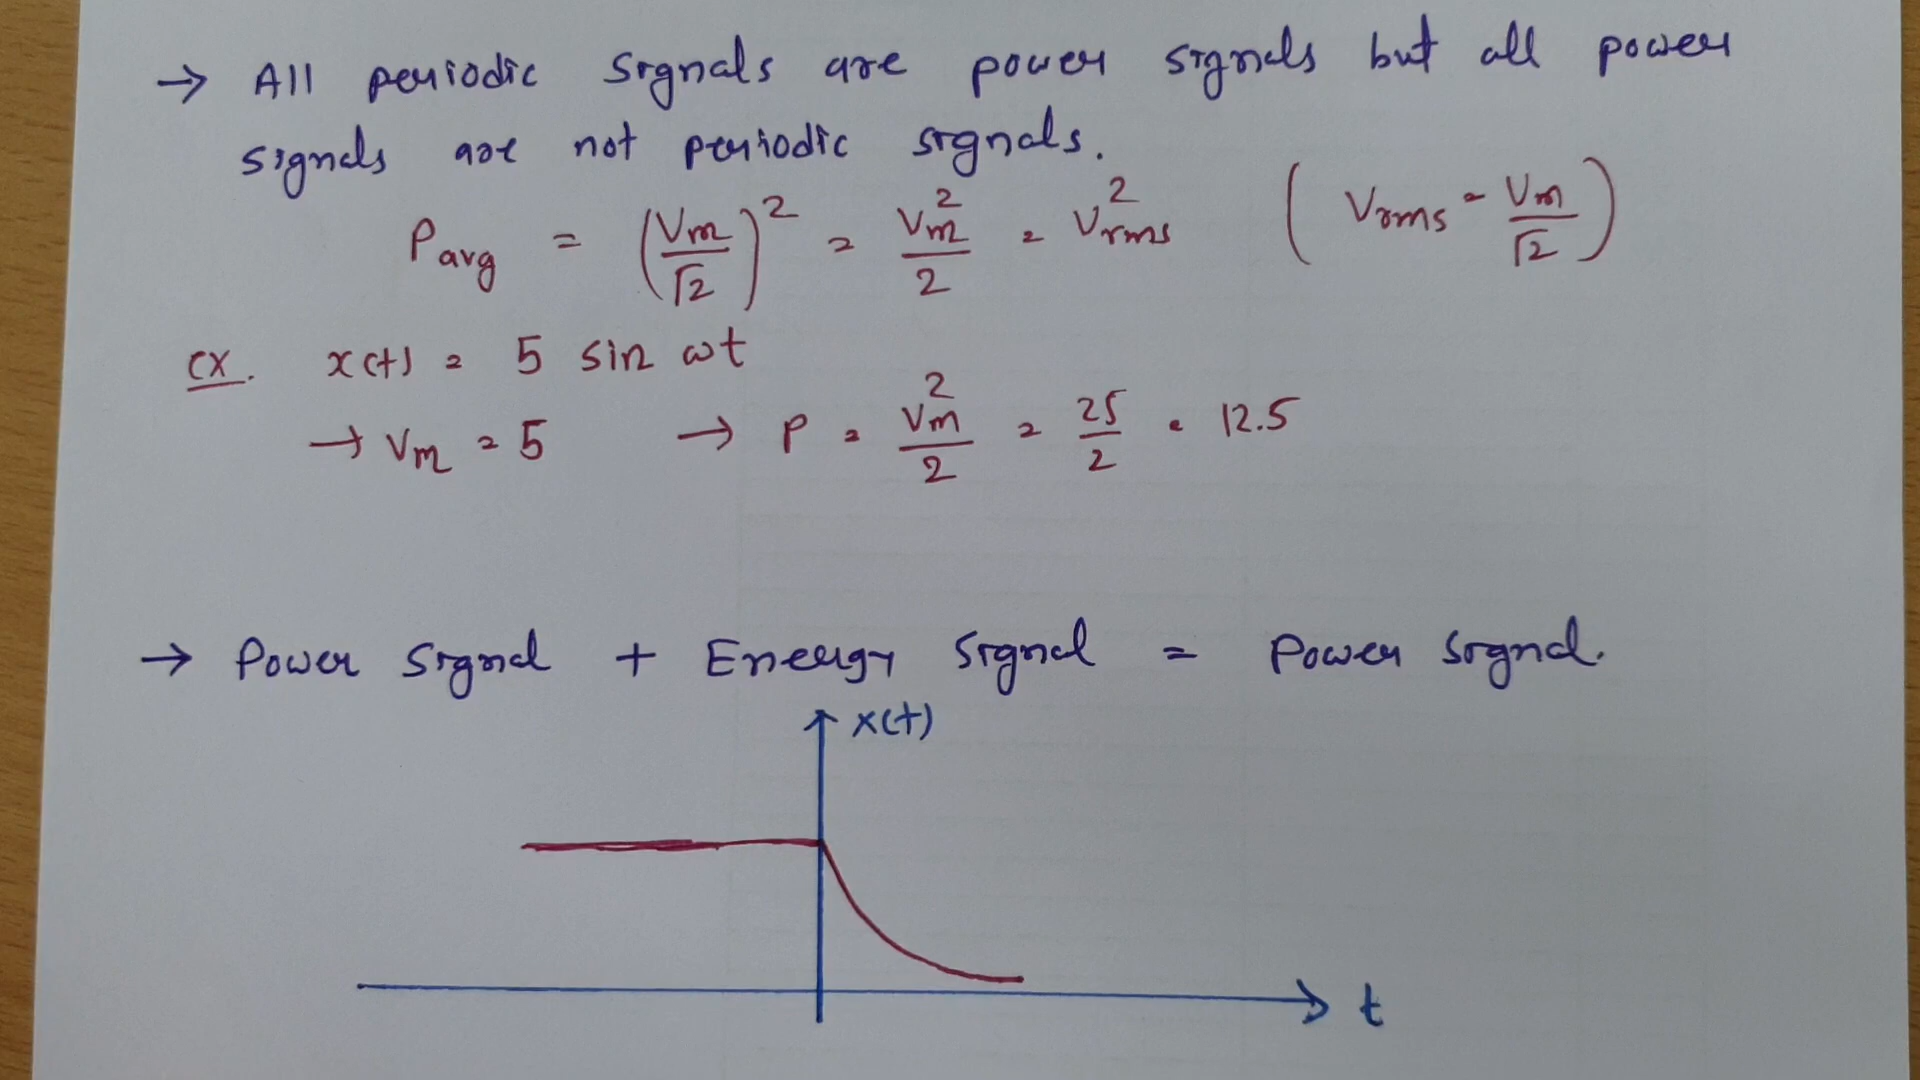 → All periodic signals are power signals but all power
signals are not periodic signals.
Pavg = (Vm/√2)² = Vm²/2 = Vrms² (Vrms = Vm/√2)
ex. x(t) = 5 sin ωt
→ Vm = 5 → P = Vm²/2 = 25/2 = 12.5
→ Power Signal + Energy Signal = Power Signal.
x(t)
t